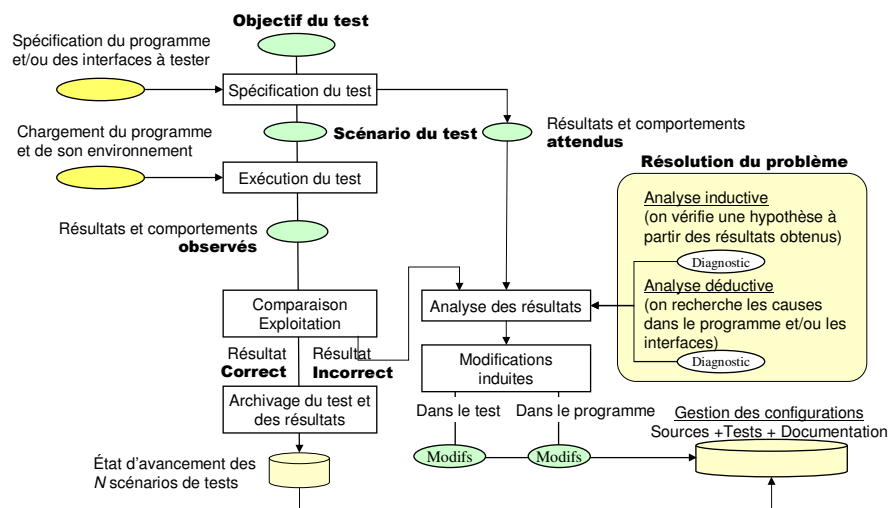 Objectif du test
Spécification du programme
et/ou des interfaces à tester
Spécification du test
Chargement du programme
et de son environnement
Scénario du test
Résultats et comportements
attendus
Exécution du test
Résolution du problème
Analyse inductive
(on vérifie une hypothèse à
partir des résultats obtenus)
Diagnostic
Analyse déductive
(on recherche les causes
dans le programme et/ou les
interfaces)
Diagnostic
Résultats et comportements
observés
Comparaison
Exploitation
Analyse des résultats
Résultat
Correct
Résultat
Incorrect
Modifications
induites
Archivage du test et
des résultats
Dans le test
Dans le programme
Gestion des configurations
Sources +Tests + Documentation
Modifs
Modifs
État d'avancement des
N scénarios de tests